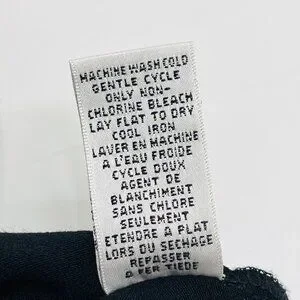 MACHINE WASH COLD
GENTLE CYCLE
ONLY NON-
CHLORINE BLEACH
LAY FLAT TO DRY
COOL IRON
LAVER EN MACHINE
A L'EAU FROIDE
CYCLE DOUX
AGENT DE
BLANCHIMENT
SANS CHLORE
SEULEMENT
ETENDRE A PLAT
LORS DU SECHAGE
REPASSER
A FER TIEDE